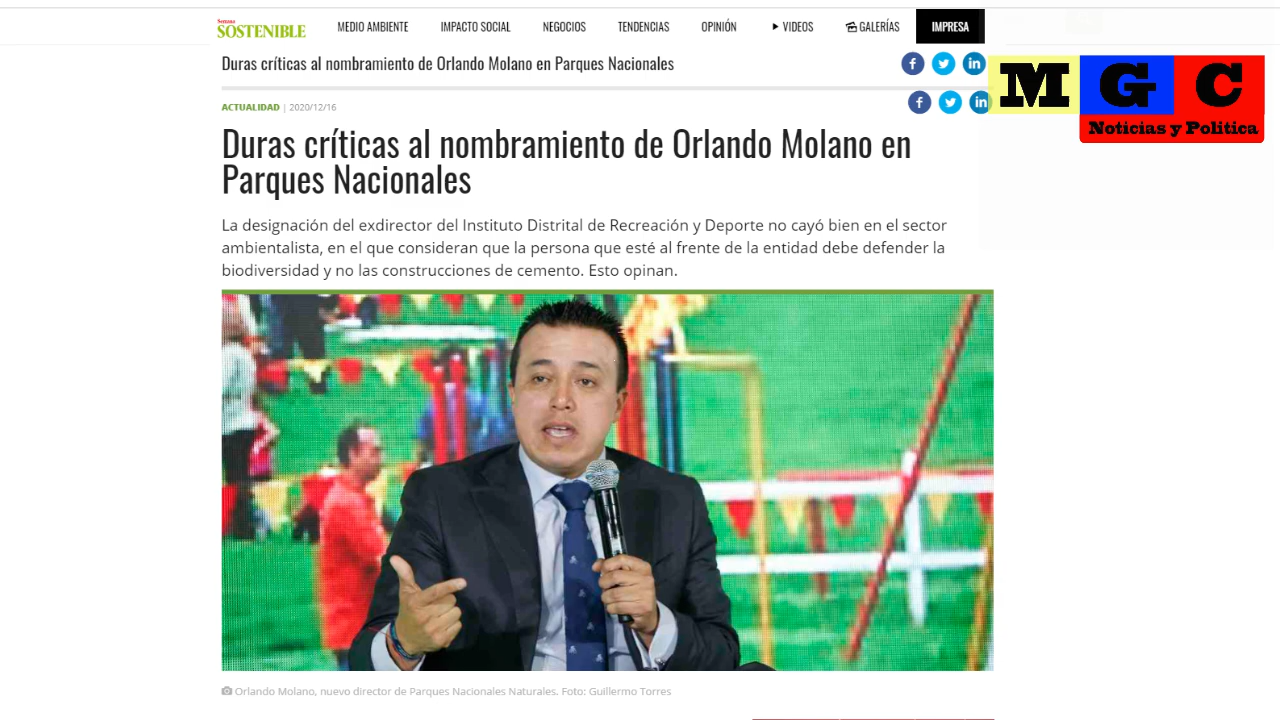 Semana
SOSTENIBLE
MEDIO AMBIENTE
IMPACTO SOCIAL
NEGOCIOS
TENDENCIAS
OPINIÓN
VIDEOS
GALERÍAS
IMPRESA
Duras críticas al nombramiento de Orlando Molano en Parques Nacionales
M G C
Noticias y Politica
ACTUALIDAD | 2020/12/16
Duras críticas al nombramiento de Orlando Molano en
Parques Nacionales
La designación del exdirector del Instituto Distrital de Recreación y Deporte no cayó bien en el sector
ambientalista, en el que consideran que la persona que esté al frente de la entidad debe defender la
biodiversidad y no las construcciones de cemento. Esto opinan.
Orlando Molano, nuevo director de Parques Nacionales Naturales. Foto: Guillermo Torres